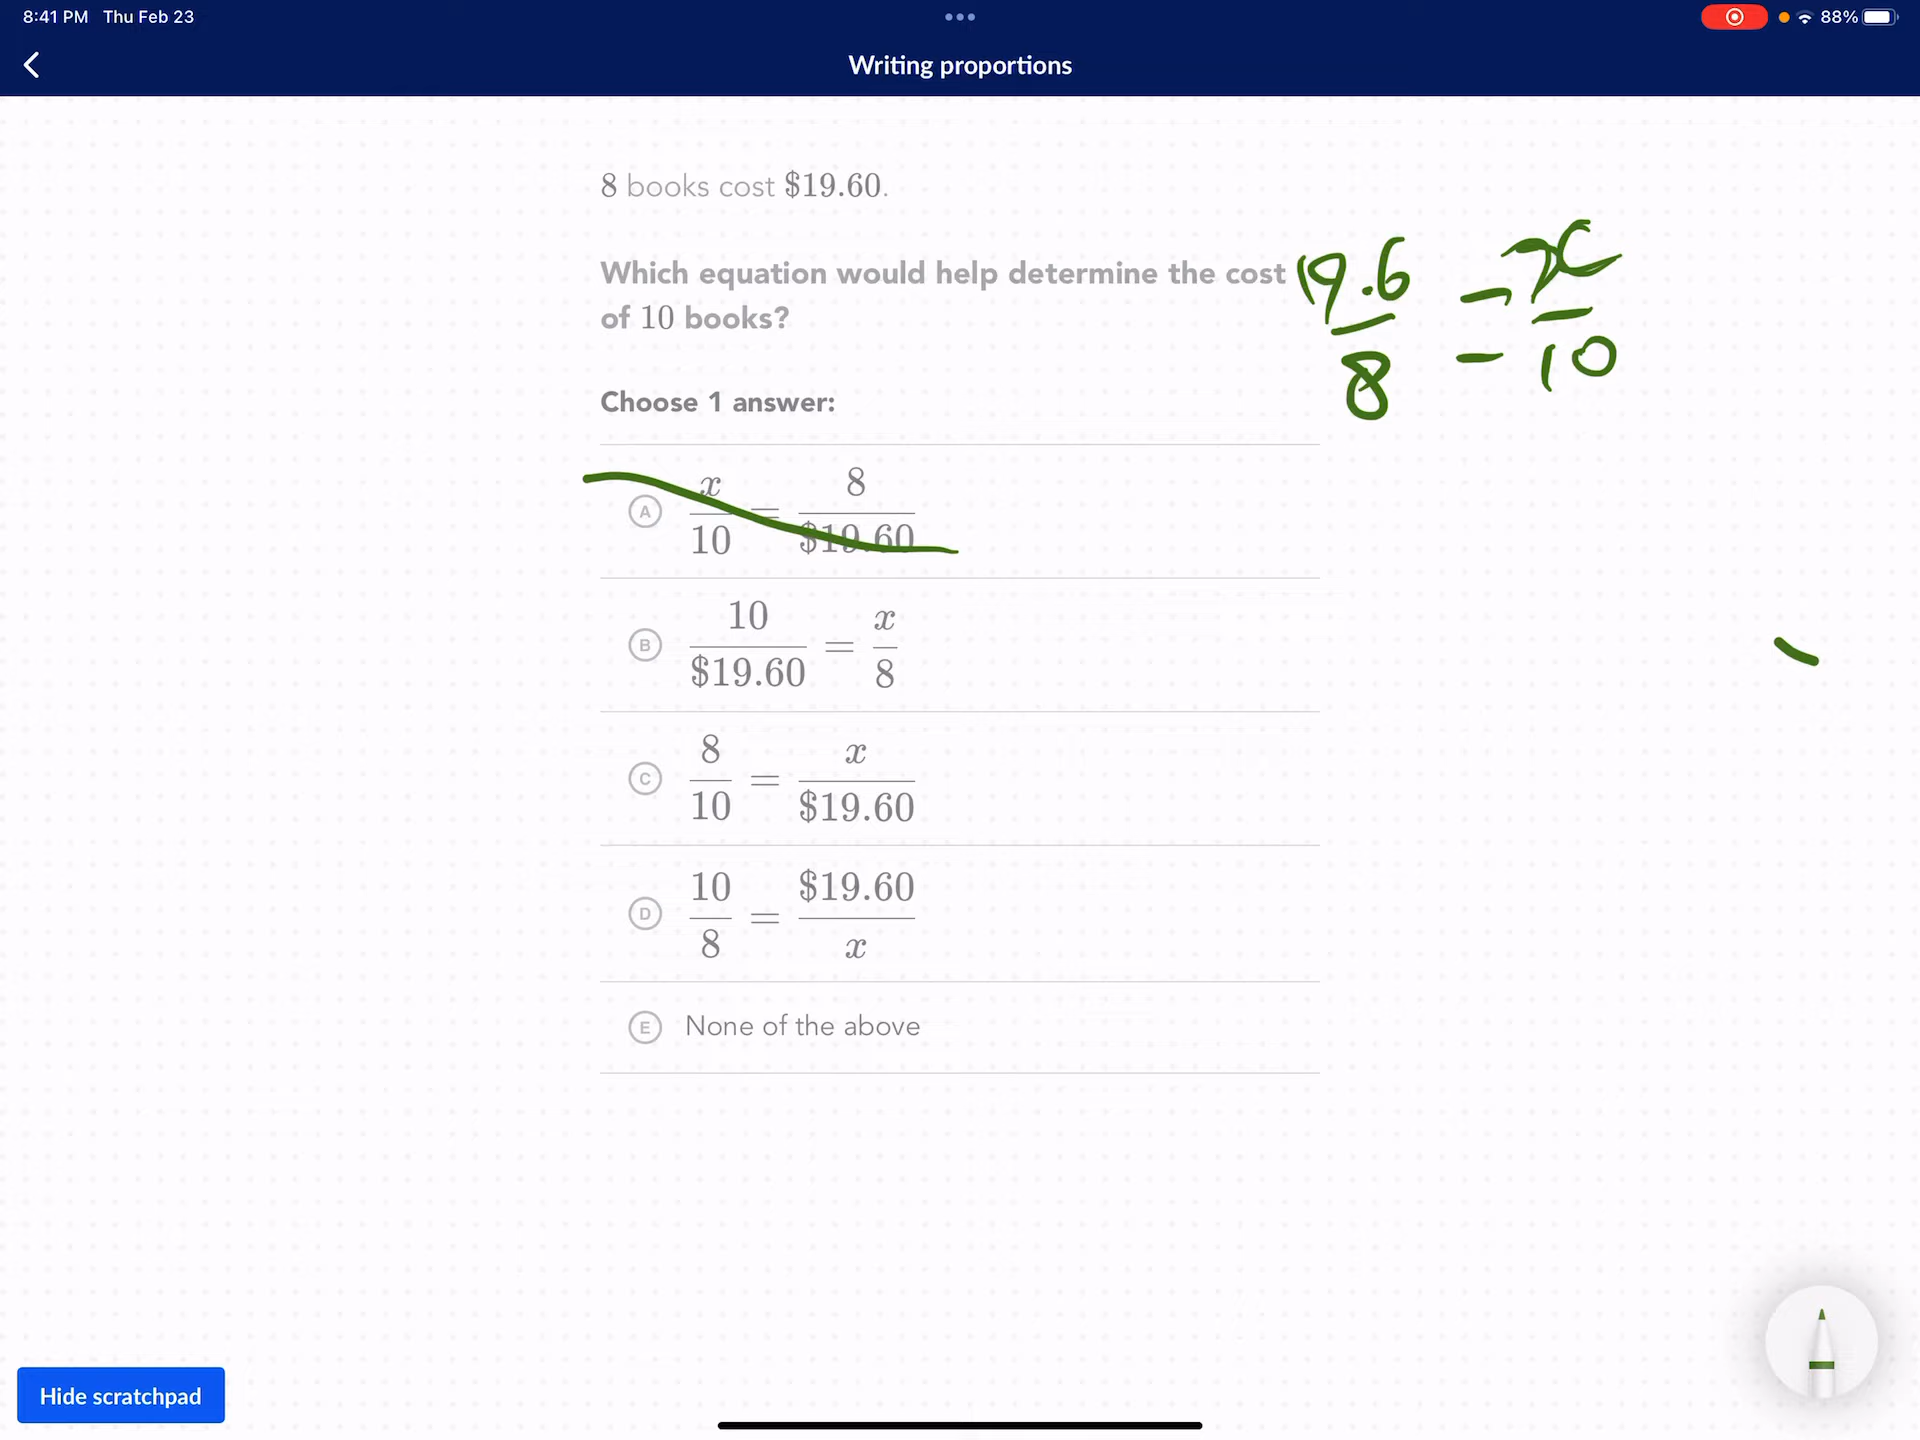 8:41 PM Thu Feb 23
88%
Writing proportions
8 books cost $19.60.
Which equation would help determine the cost
of 10 books?
19.6/8 = x/10
Choose 1 answer:
A x/10 = 8/$19.60
B 10/$19.60 = x/8
C 8/10 = x/$19.60
D 10/8 = $19.60/x
E None of the above
Hide scratchpad